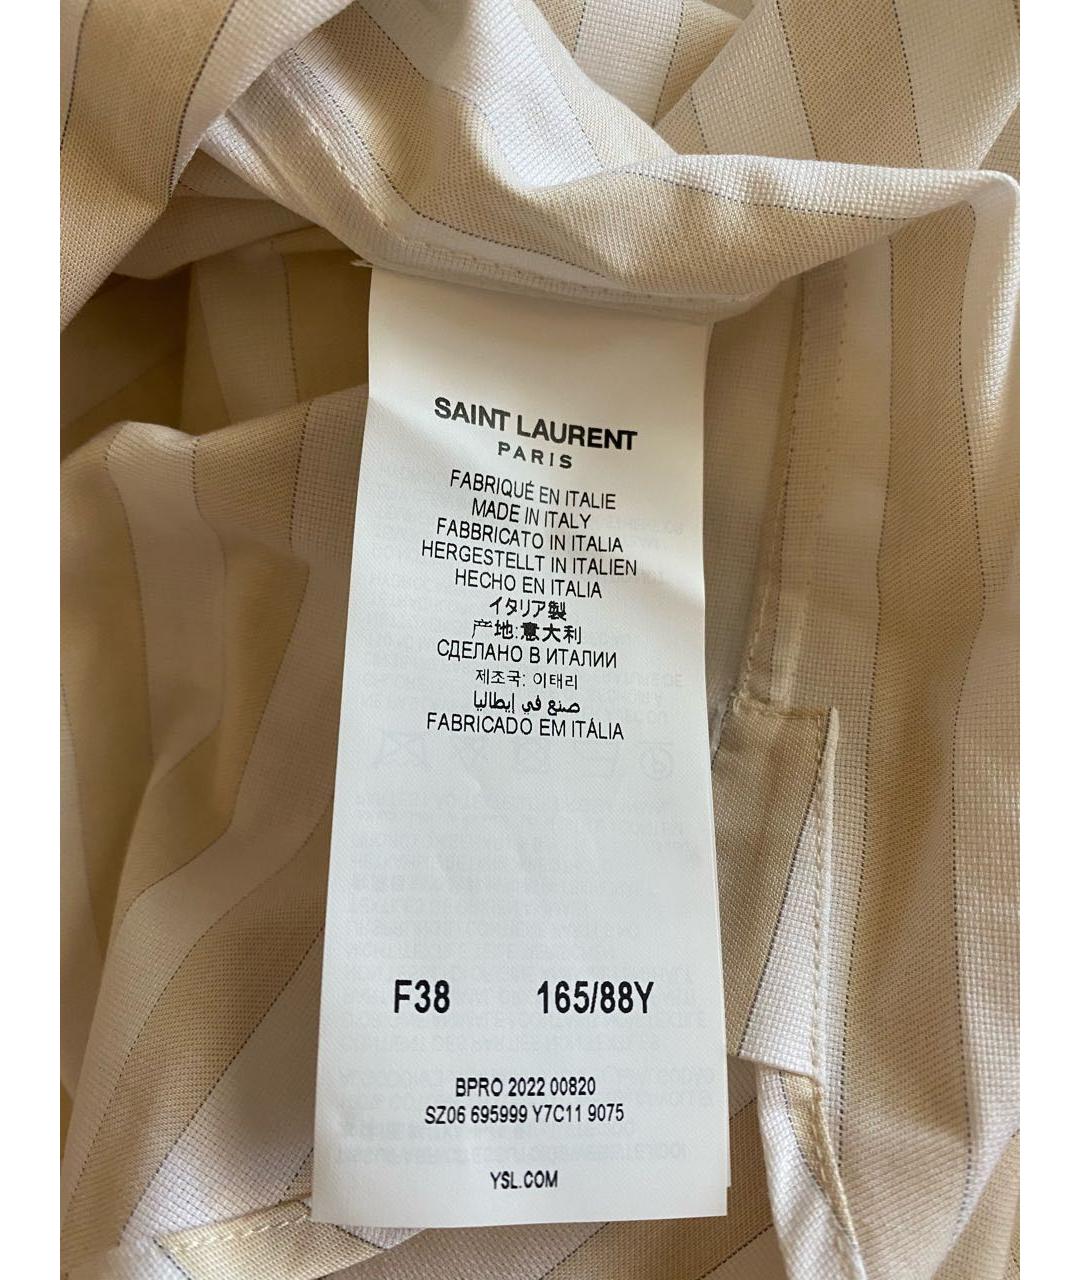 SAINT LAURENT
PARIS
FABRIQUÉ EN ITALIE
MADE IN ITALY
FABBRICATO IN ITALIA
HERGESTELLT IN ITALIEN
HECHO EN ITALIA
イタリア製
产地:意大利
СДЕЛАНО В ИТАЛИИ
제조국: 이태리
صنع في إيطاليا
FABRICADO EM ITÁLIA
F38 165/88Y
BPRO 2022 00820
SZ06 695999 Y7C11 9075
YSL.COM